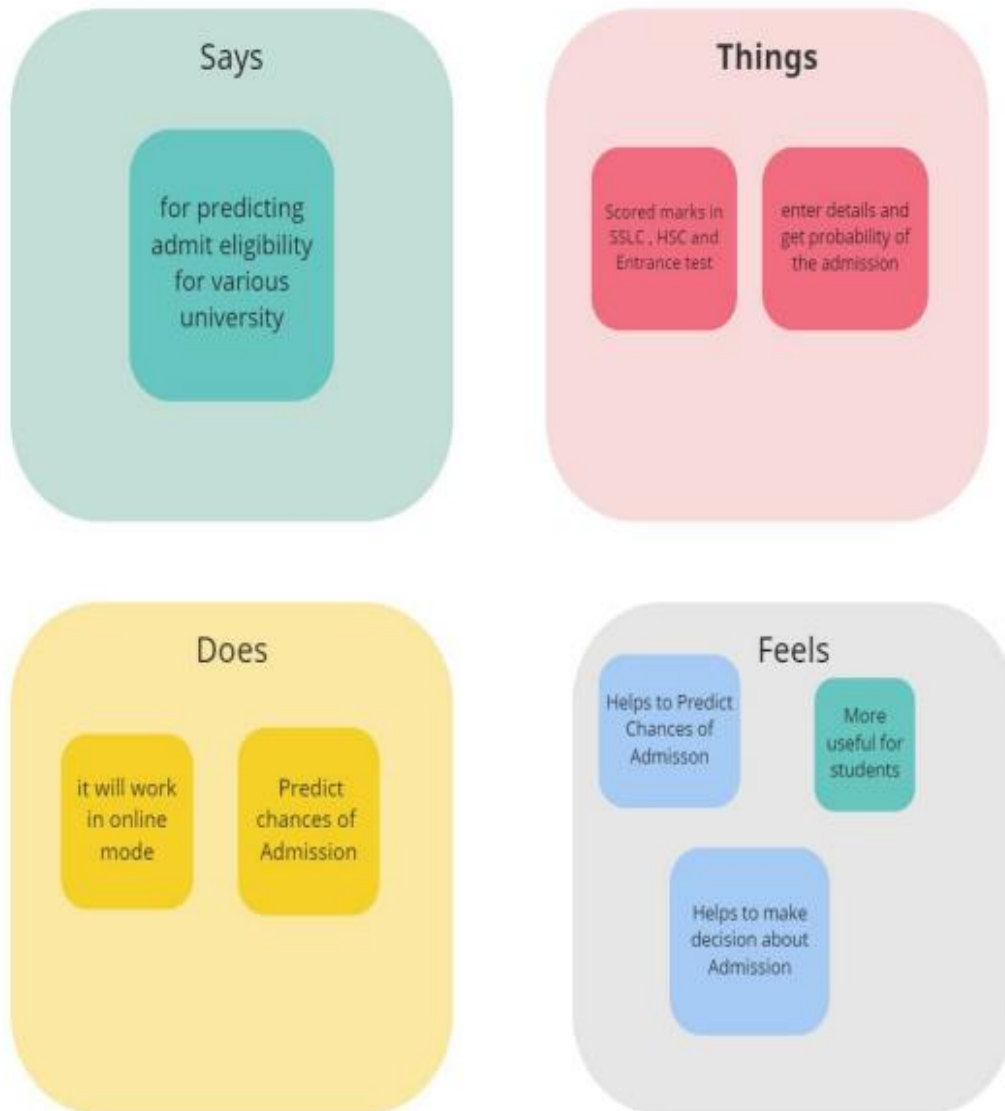 Says
for predicting
admit eligibility
for various
university
Things
Scored marks in
SSLC , HSC and
Entrance test
enter details and
get probability of
the admission
Does
it will work
in online
mode
Predict
chances of
Admission
Feels
Helps to Predict
Chances of
Admisson
More
useful for
students
Helps to make
decision about
Admission